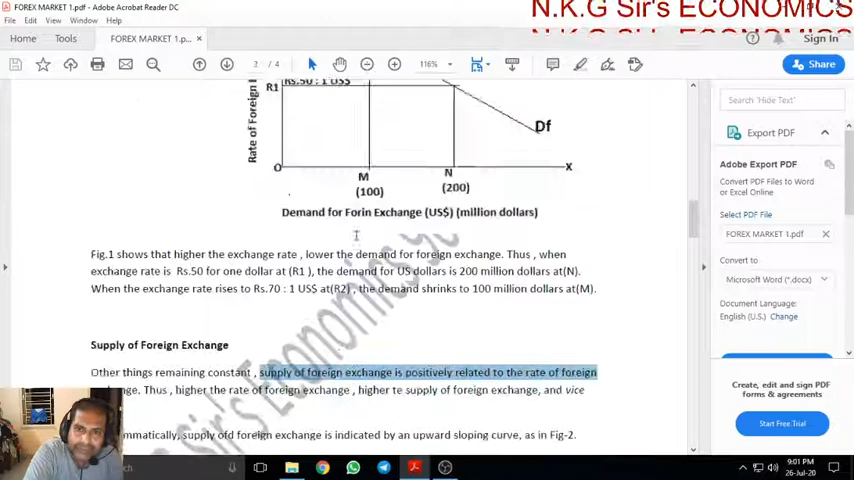 FOREX MARKET 1.pdf - Adobe Acrobat Reader DC
N.K.G Sir's ECONOMICS
File Edit View Window Help
Home Tools FOREX MARKET 1.p... Sign In
3 / 4 116% Share
Rs.50 : 1 US$
R1
Rate of Foreign
Df
O M N X
(100) (200)
Demand for Forin Exchange (US$) (million dollars)
Fig.1 shows that higher the exchange rate , lower the demand for foreign exchange. Thus , when
exchange rate is Rs.50 for one dollar at (R1 ), the demand for US dollars is 200 million dollars at(N).
When the exchange rate rises to Rs.70 : 1 US$ at(R2) , the demand shrinks to 100 million dollars at(M).
Supply of Foreign Exchange
Other things remaining constant , supply of foreign exchange is positively related to the rate of foreign
. Thus , higher the rate of foreign exchange , higher te supply of foreign exchange, and vice
supply ofd foreign exchange is indicated by an upward sloping curve, as in Fig-2.
Sir's Economics
Search 'Hide Text'
Export PDF
Adobe Export PDF
Convert PDF Files to Word
or Excel Online
Select PDF File
FOREX MARKET 1.pdf
Convert to
Microsoft Word (*.docx)
Document Language:
English (U.S.) Change
Create, edit and sign PDF
forms & agreements
Start Free Trial
9:01 PM
26-Jul-20